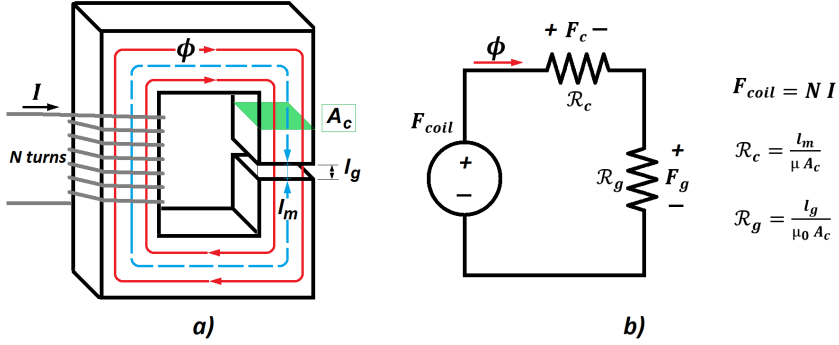 ϕ
I
A_c
N turns
l_g
l_m
a)
ϕ
+ F_c −
ℛ_c
F_coil
+
−
ℛ_g
+
F_g
−
b)
F_coil = N I
ℛ_c = l_m / μ A_c
ℛ_g = l_g / μ_0 A_c